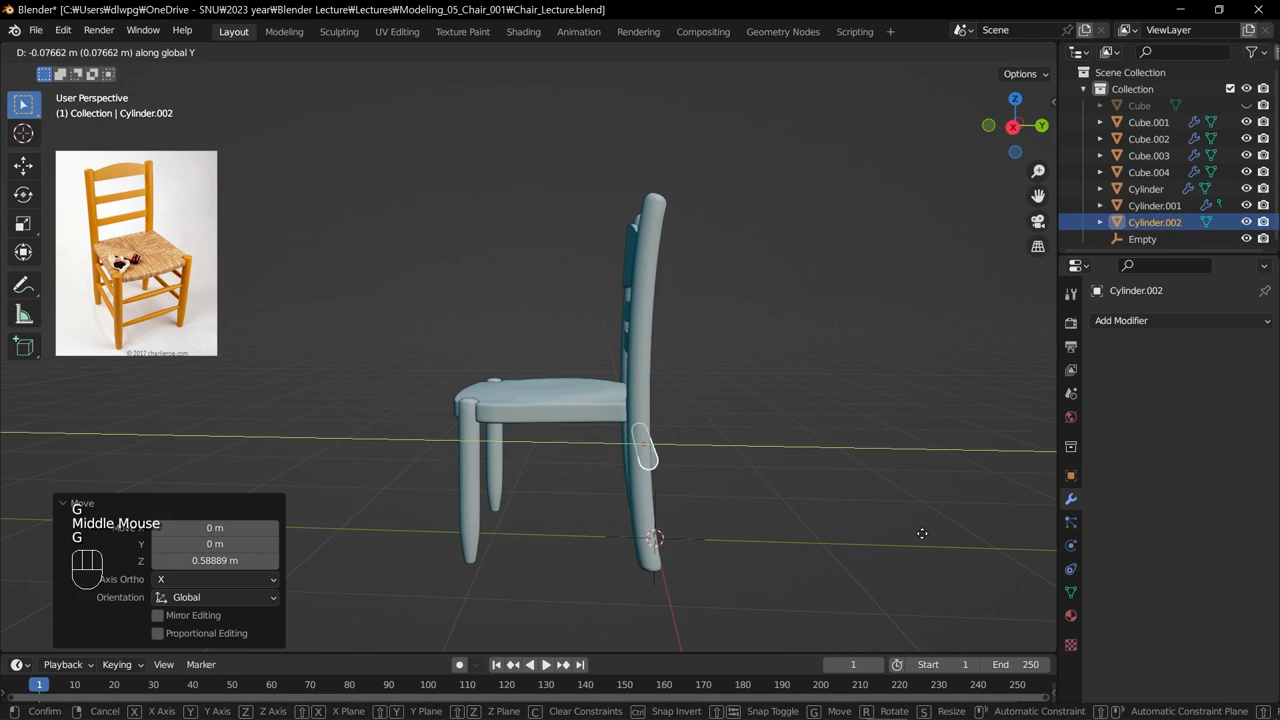 Blender* [C:₩Users₩dlwpg₩OneDrive - SNU₩2023 year₩Blender Lecture₩Lectures₩Modeling_05_Chair_001₩Chair_Lecture.blend]
File Edit Render Window Help Layout Modeling Sculpting UV Editing Texture Paint Shading Animation Rendering Compositing Geometry Nodes Scripting + Scene ViewLayer
D: -0.07662 m (0.07662 m) along global Y
Options
User Perspective
(1) Collection | Cylinder.002
© 2017 charlieroe.com
Z
Y
X
Scene Collection
Collection
Cube
Cube.001
Cube.002
Cube.003
Cube.004
Cylinder
Cylinder.001
Cylinder.002
Empty
Cylinder.002
Add Modifier
Move
G
Middle Mouse
G
0 m
Y 0 m
Z 0.58889 m
Axis Ortho X
Orientation Global
Mirror Editing
Proportional Editing
Playback Keying View Marker 1 Start 1 End 250
1 10 20 30 40 50 60 70 80 90 100 110 120 130 140 150 160 170 180 190 200 210 220 230 240 250
Confirm Cancel X X Axis Y Y Axis Z Z Axis X X Plane Y Y Plane Z Z Plane C Clear Constraints Ctrl Snap Invert Snap Toggle G Move R Rotate S Resize Automatic Constraint Automatic Constraint Plane